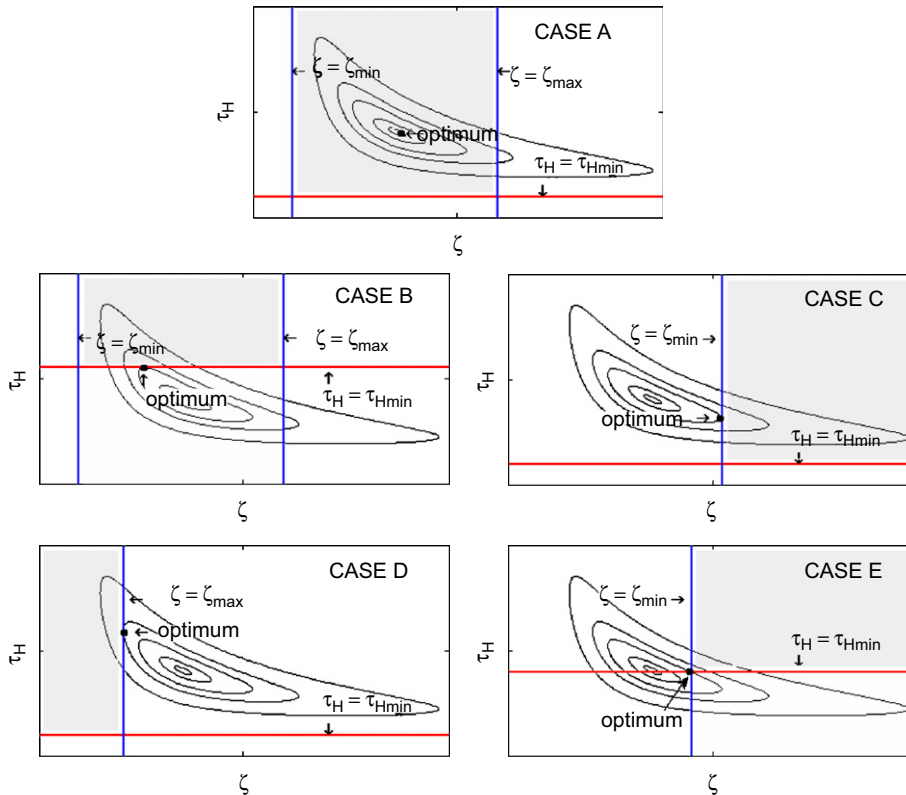 CASE A
← ζ = ζmin
← ζ = ζmax
τH
←optimum
τH = τHmin
↓
ζ
CASE B
← ζ = ζmin
← ζ = ζmax
τH
↑
optimum
↑
τH = τHmin
ζ
CASE C
ζ = ζmin →
τH
optimum →
τH = τHmin
↓
ζ
CASE D
← ζ = ζmax
← optimum
τH
τH = τHmin
↓
ζ
CASE E
ζ = ζmin →
τH = τHmin
↓
τH
optimum
ζ